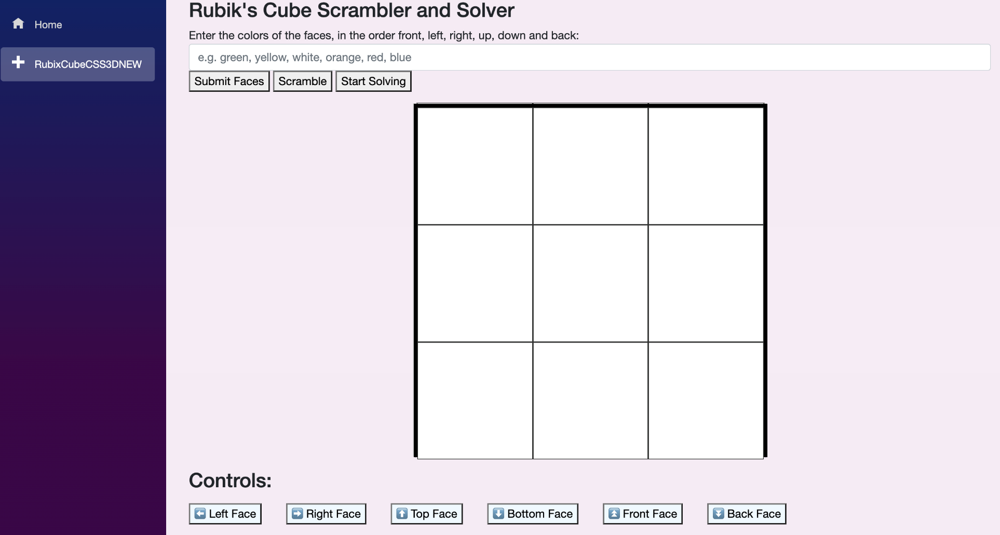 Home
RubixCubeCSS3DNEW
Rubik's Cube Scrambler and Solver
Enter the colors of the faces, in the order front, left, right, up, down and back:
e.g. green, yellow, white, orange, red, blue
Submit Faces Scramble Start Solving
Controls:
⬅️ Left Face ➡️ Right Face ⬆️ Top Face ⬇️ Bottom Face ⏫ Front Face ⏬ Back Face